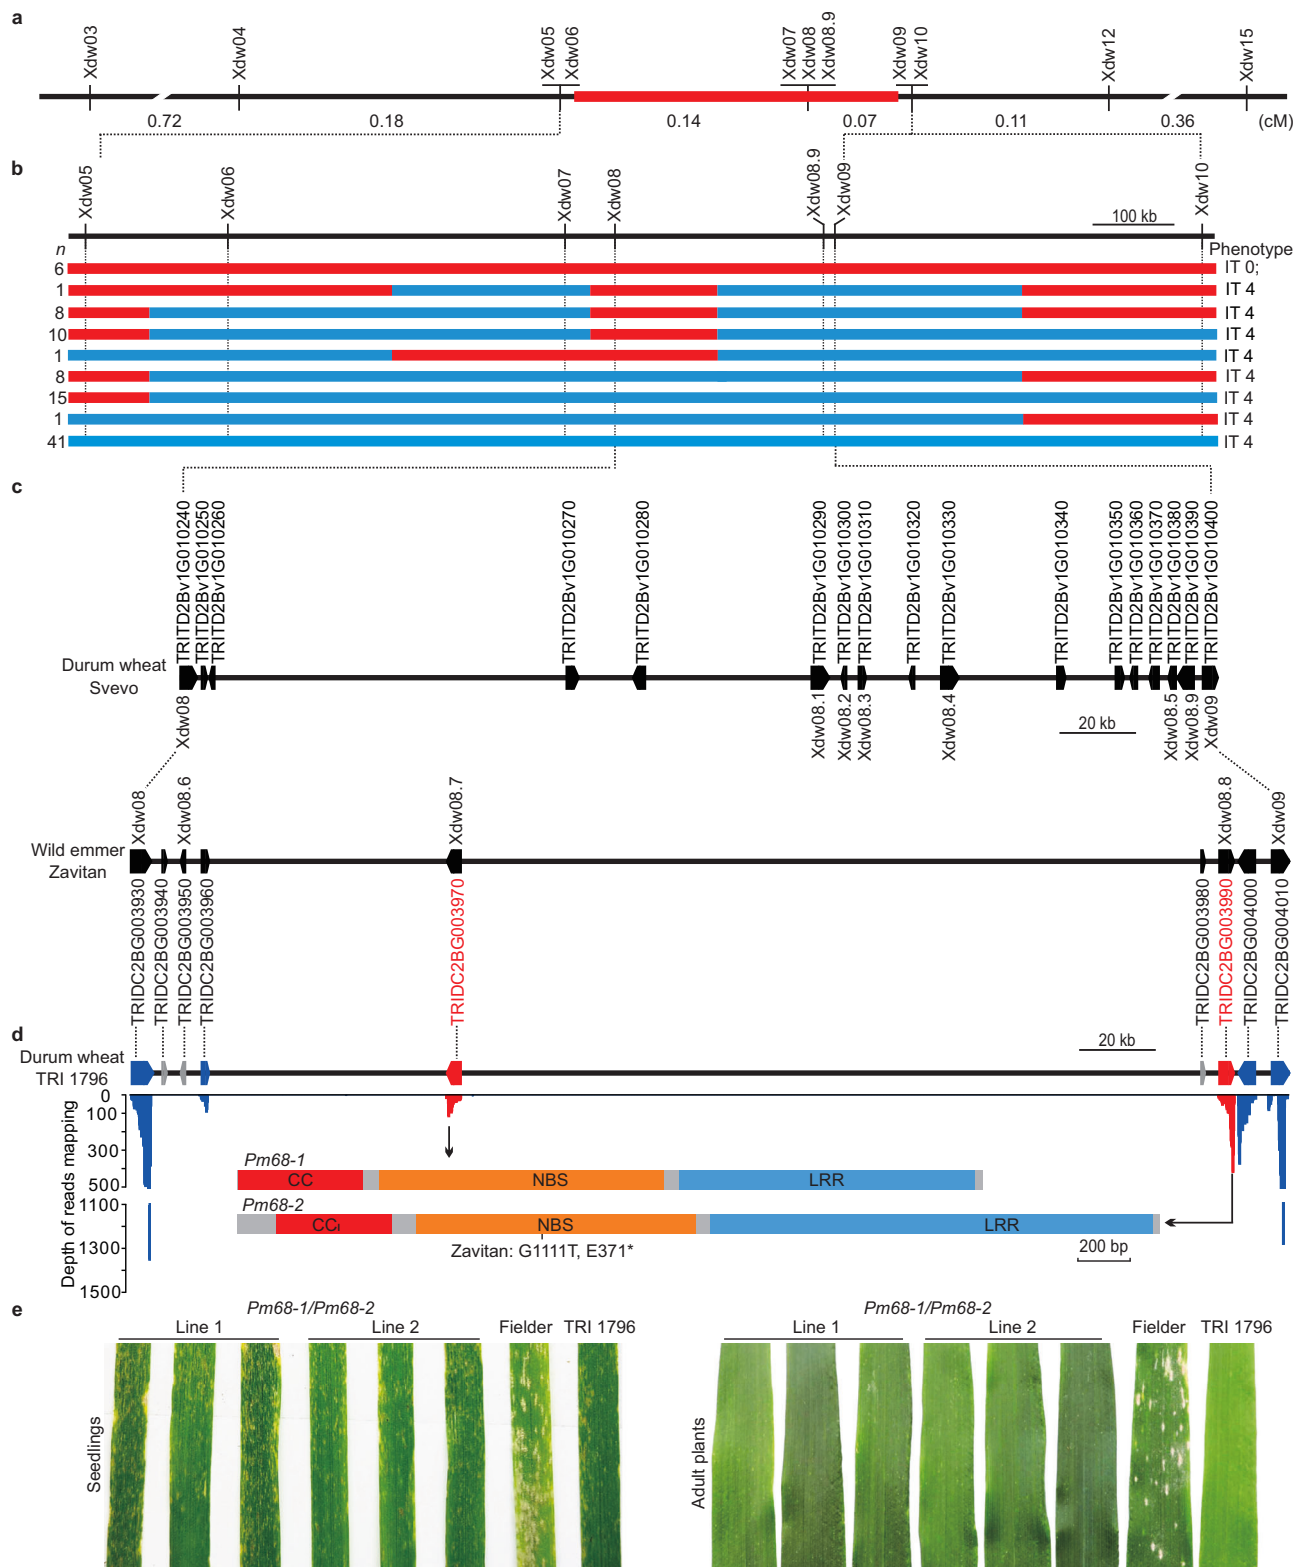 a
Xdw03
Xdw04
Xdw05
Xdw06
Xdw07
Xdw08
Xdw08.9
Xdw09
Xdw10
Xdw12
Xdw15
0.72
0.18
0.14
0.07
0.11
0.36
(cM)
b
Xdw05
Xdw06
Xdw07
Xdw08
Xdw08.9
Xdw09
Xdw10
100 kb
n
Phenotype
6 IT 0;
1 IT 4
8 IT 4
10 IT 4
1 IT 4
8 IT 4
15 IT 4
1 IT 4
41 IT 4
c
TRITD2Bv1G010240
TRITD2Bv1G010250
TRITD2Bv1G010260
TRITD2Bv1G010270
TRITD2Bv1G010280
TRITD2Bv1G010290
TRITD2Bv1G010300
TRITD2Bv1G010310
TRITD2Bv1G010320
TRITD2Bv1G010330
TRITD2Bv1G010340
TRITD2Bv1G010350
TRITD2Bv1G010360
TRITD2Bv1G010370
TRITD2Bv1G010380
TRITD2Bv1G010390
TRITD2Bv1G010400
Durum wheat
Svevo
Xdw08
Xdw08.1
Xdw08.2
Xdw08.3
Xdw08.4
Xdw08.5
Xdw08.9
Xdw09
20 kb
Xdw08
Xdw08.6
Xdw08.7
Xdw08.8
Xdw09
Wild emmer
Zavitan
TRIDC2BG003930
TRIDC2BG003940
TRIDC2BG003950
TRIDC2BG003960
TRIDC2BG003970
TRIDC2BG003980
TRIDC2BG003990
TRIDC2BG004000
TRIDC2BG004010
d
Durum wheat
TRI 1796
20 kb
Depth of reads mapping
0
100
300
500
1100
1300
1500
Pm68-1
CC NBS LRR
Pm68-2
CC NBS LRR
Zavitan: G1111T, E371*
200 bp
e
Pm68-1/Pm68-2
Line 1 Line 2 Fielder TRI 1796
Seedlings
Pm68-1/Pm68-2
Line 1 Line 2 Fielder TRI 1796
Adult plants